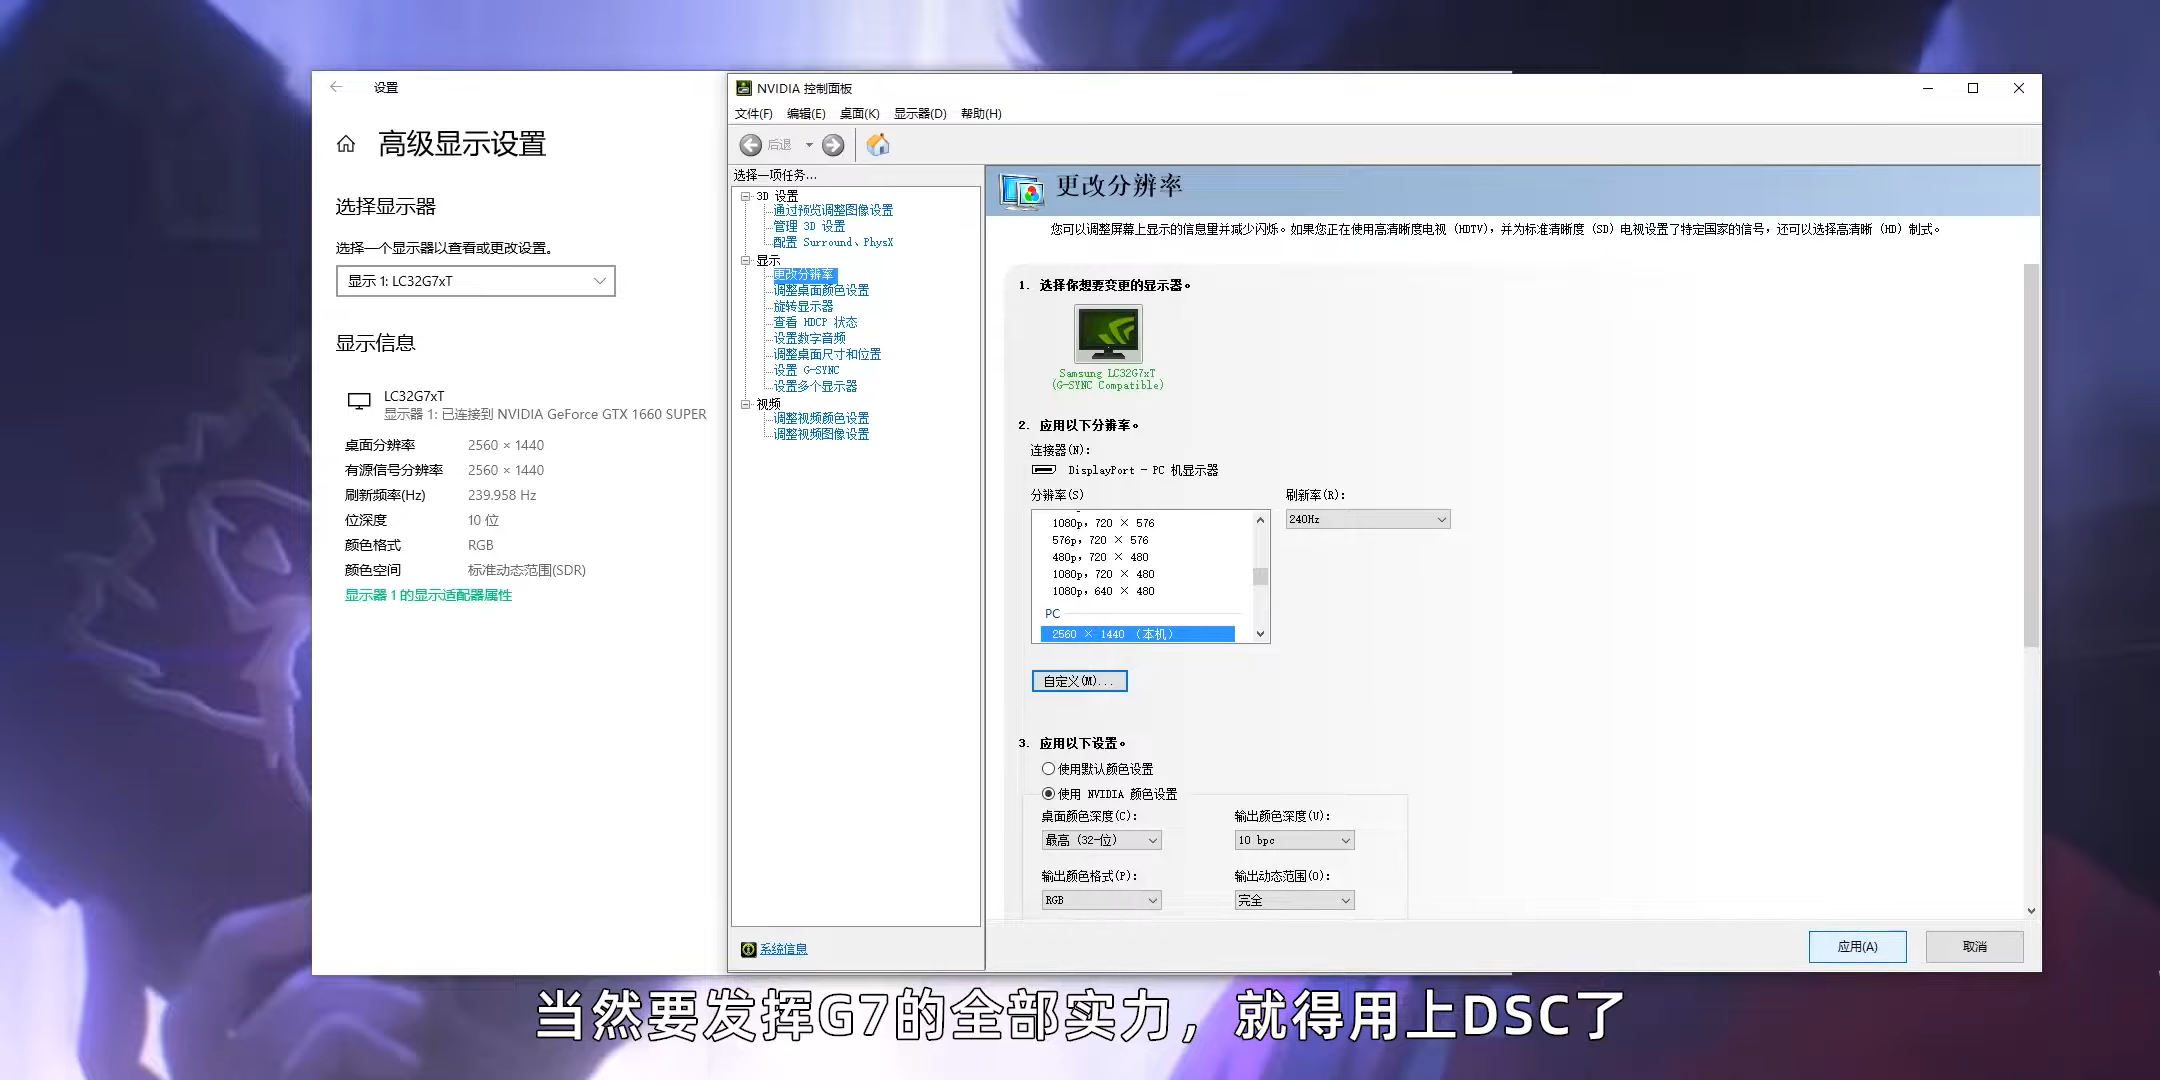 设置
高级显示设置
选择显示器
选择一个显示器以查看或更改设置。
显示 1: LC32G7xT
显示信息
LC32G7xT
显示器 1: 已连接到 NVIDIA GeForce GTX 1660 SUPER
桌面分辨率 2560 × 1440
有源信号分辨率 2560 × 1440
刷新频率(Hz) 239.958 Hz
位深度 10 位
颜色格式 RGB
颜色空间 标准动态范围(SDR)
显示器 1 的显示适配器属性
NVIDIA 控制面板
文件(F) 编辑(E) 桌面(K) 显示器(D) 帮助(H)
后退
选择一项任务...
3D 设置
通过预览调整图像设置
管理 3D 设置
配置 Surround、PhysX
显示
更改分辨率
调整桌面颜色设置
旋转显示器
查看 HDCP 状态
设置数字音频
调整桌面尺寸和位置
设置 G-SYNC
设置多个显示器
视频
调整视频颜色设置
调整视频图像设置
系统信息
更改分辨率
您可以调整屏幕上显示的信息量并减少闪烁。如果您正在使用高清晰度电视 (HDTV)，并为标准清晰度 (SD) 电视设置了特定国家的信号，还可以选择高清晰 (HD) 制式。
1. 选择你想要变更的显示器。
Samsung LC32G7xT
(G-SYNC Compatible)
2. 应用以下分辨率。
连接器(N):
DisplayPort - PC 机显示器
分辨率(S)
刷新率(R):
1080p, 720 × 576
240Hz
576p, 720 × 576
480p, 720 × 480
1080p, 720 × 480
1080p, 640 × 480
PC
2560 × 1440 (本机)
自定义(M)...
3. 应用以下设置。
使用默认颜色设置
使用 NVIDIA 颜色设置
桌面颜色深度(C): 输出颜色深度(U):
最高 (32-位) 10 bpc
输出颜色格式(P): 输出动态范围(O):
RGB 完全
应用(A) 取消
当然要发挥G7的全部实力，就得用上DSC了